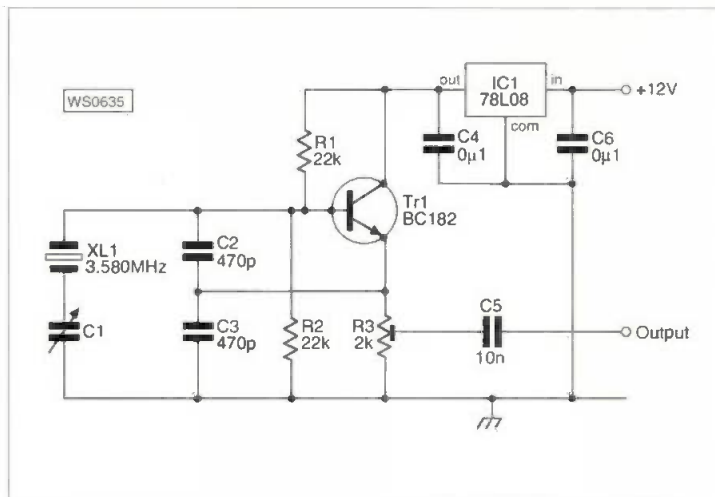 WS0635
out
IC1
78L08
in
+12V
com
R1
22k
C4
0µ1
C6
0µ1
Tr1
BC182
XL1
3.580MHz
C2
470p
C1
C3
470p
R2
22k
R3
2k
C5
10n
Output